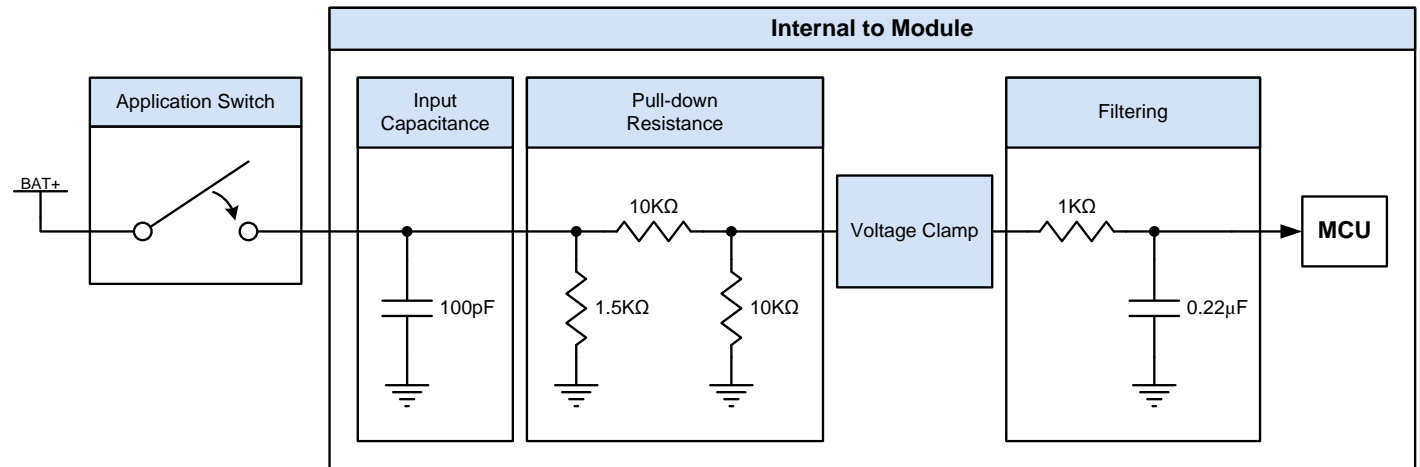 Internal to Module
Application Switch
Input
Capacitance
Pull-down
Resistance
Filtering
BAT+
10KΩ
Voltage Clamp
1KΩ
MCU
100pF
1.5KΩ
10KΩ
0.22μF